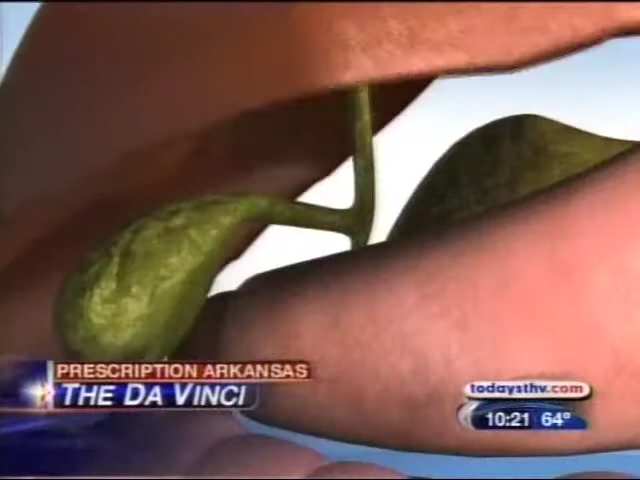 PRESCRIPTION ARKANSAS
THE DA VINCI
todaysthv.com
10:21 64°